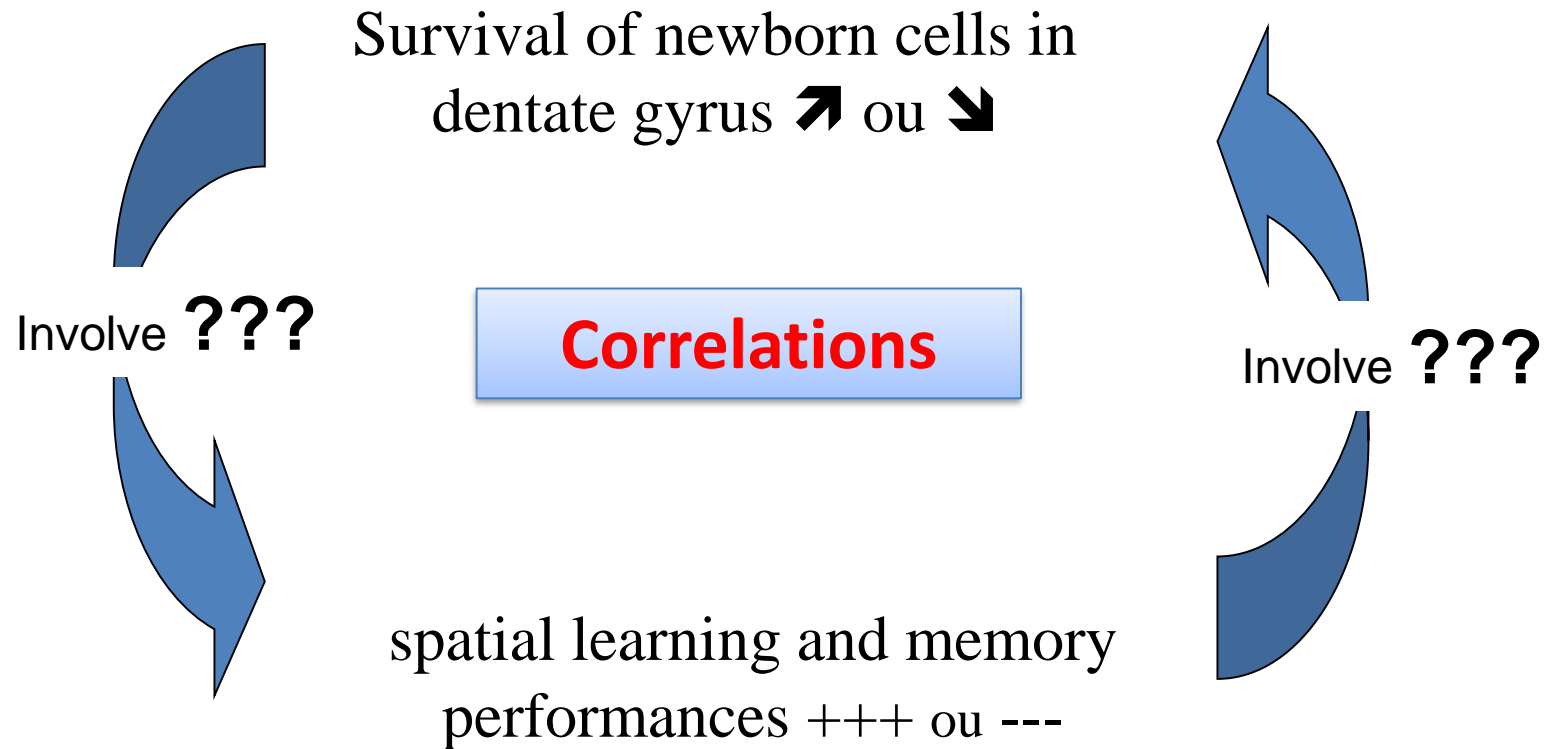 Survival of newborn cells in
dentate gyrus 🡽 ou 🡾
Involve ???
Correlations
Involve ???
spatial learning and memory
performances +++ ou ---